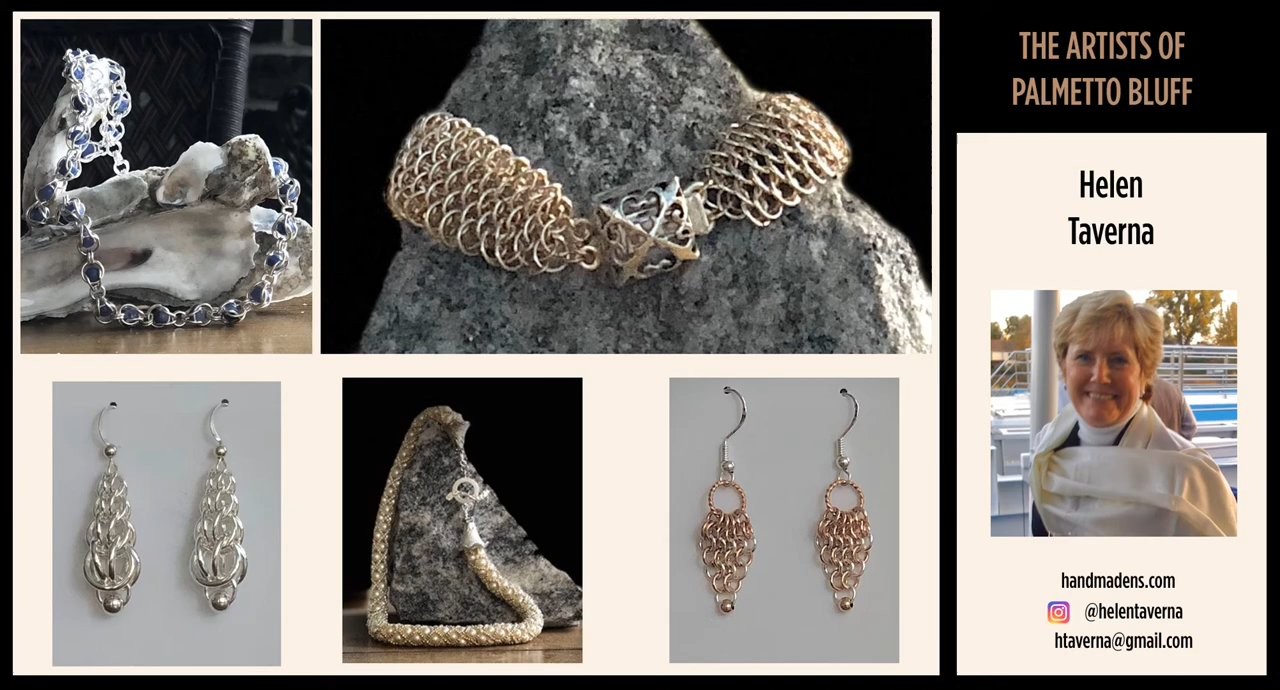 THE ARTISTS OF
PALMETTO BLUFF
Helen
Taverna
handmadens.com
@helentaverna
htaverna@gmail.com